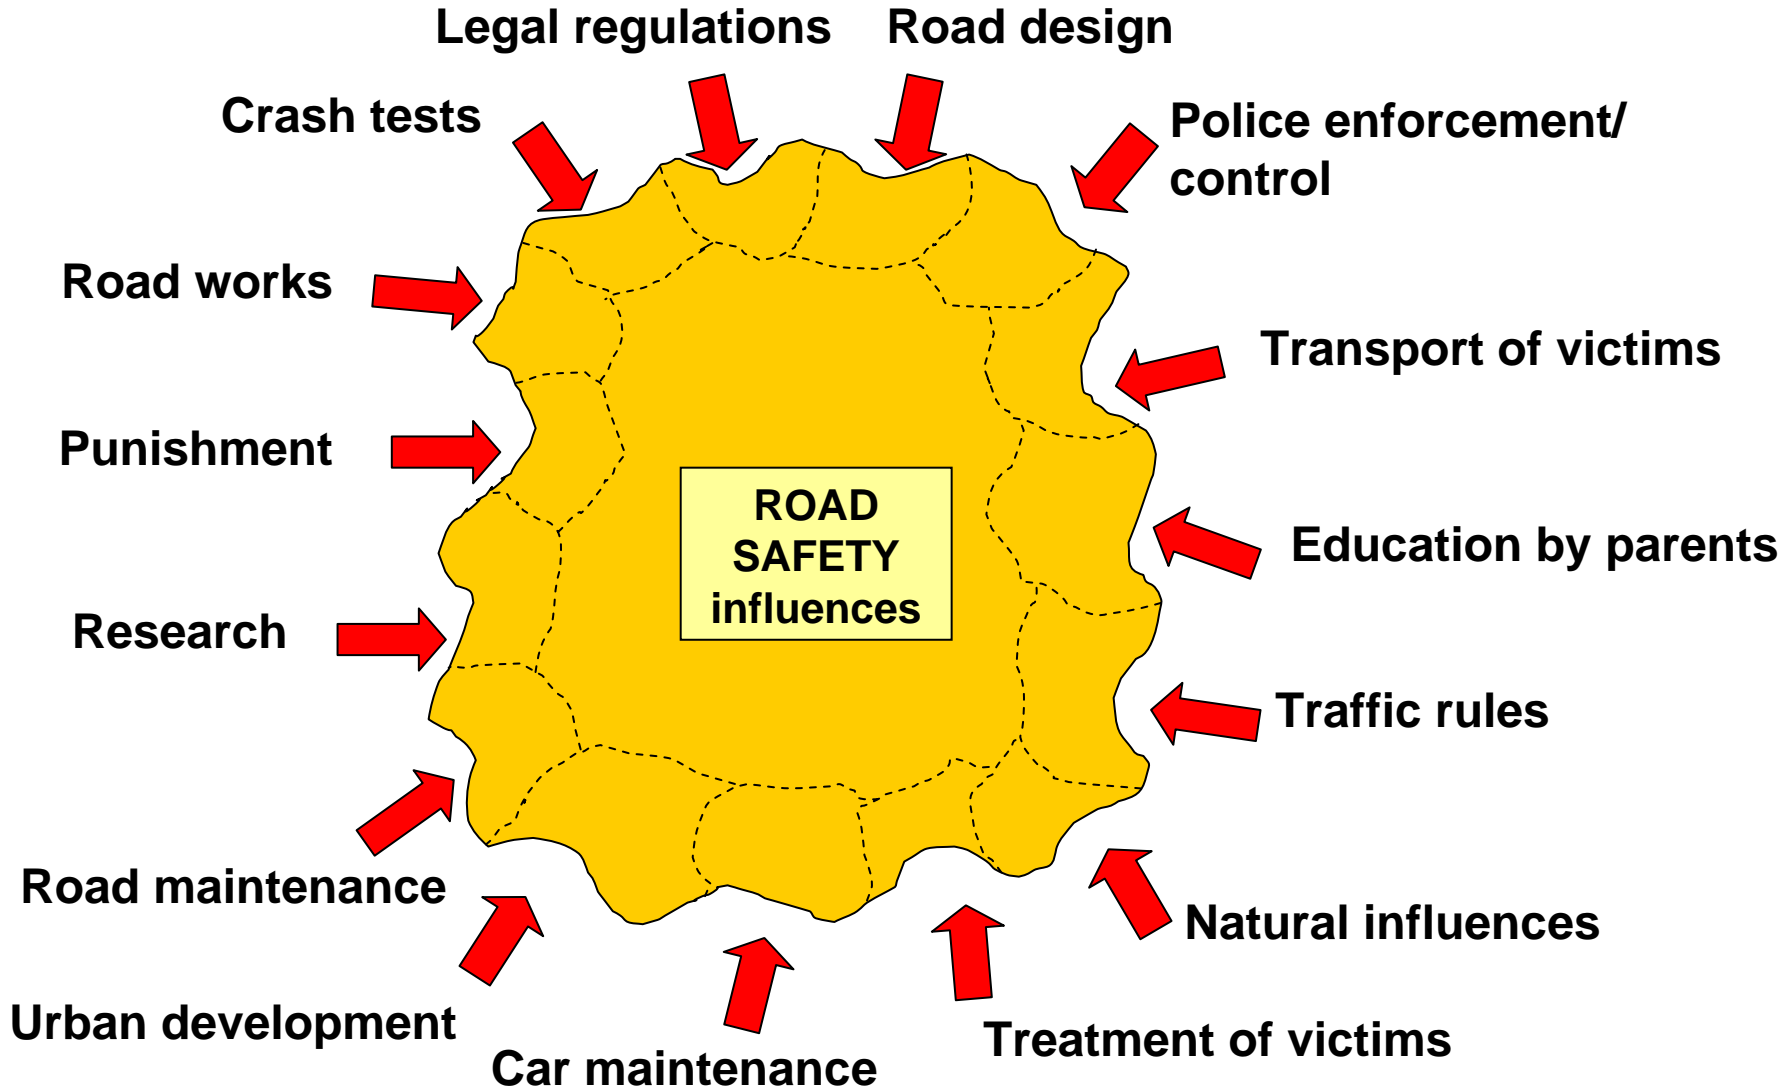 Legal regulations
Road design
Crash tests
Police enforcement/
control
Road works
Transport of victims
Punishment
ROAD
SAFETY
influences
Education by parents
Research
Traffic rules
Road maintenance
Natural influences
Urban development
Treatment of victims
Car maintenance